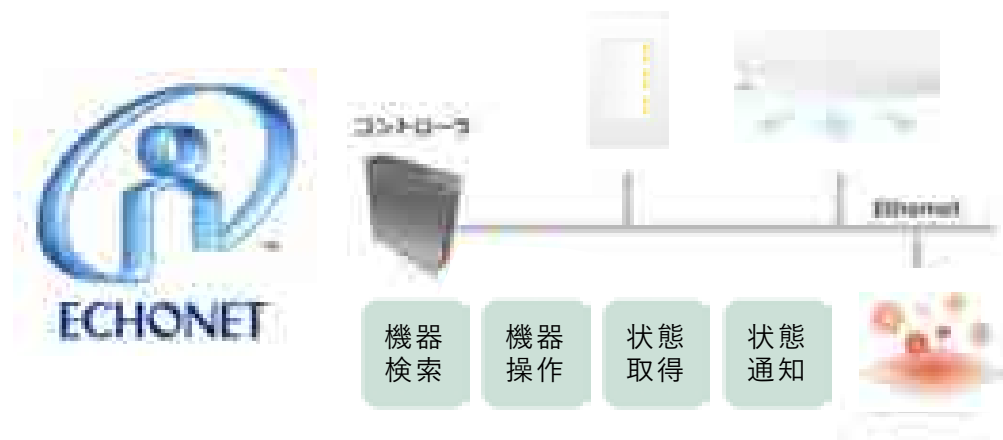 コントローラ
Ethernet
ECHONET
機器
検索
機器
操作
状態
取得
状態
通知